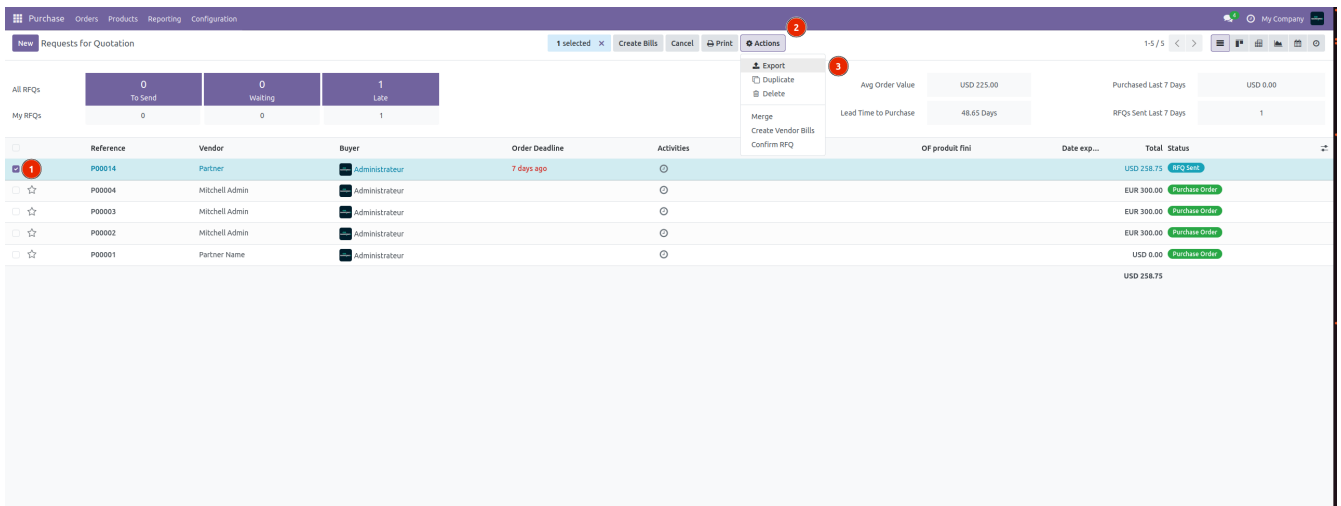 Purchase Orders Products Reporting Configuration 4 My Company
2
New Requests for Quotation 1 selected × Create Bills Cancel Print Actions 1-5 / 5
Export 3
Duplicate
Delete
Merge
Create Vendor Bills
Confirm RFQ
All RFQs 0 To Send 0 Waiting 1 Late Avg Order Value USD 225.00 Purchased Last 7 Days USD 0.00
My RFQs 0 0 1 Lead Time to Purchase 48.65 Days RFQs Sent Last 7 Days 1
Reference Vendor Buyer Order Deadline Activities OF produit fini Date exp... Total Status
1 P00014 Partner Administrateur 7 days ago USD 258.75 RFQ Sent
P00004 Mitchell Admin Administrateur EUR 300.00 Purchase Order
P00003 Mitchell Admin Administrateur EUR 300.00 Purchase Order
P00002 Mitchell Admin Administrateur EUR 300.00 Purchase Order
P00001 Partner Name Administrateur USD 0.00 Purchase Order
USD 258.75